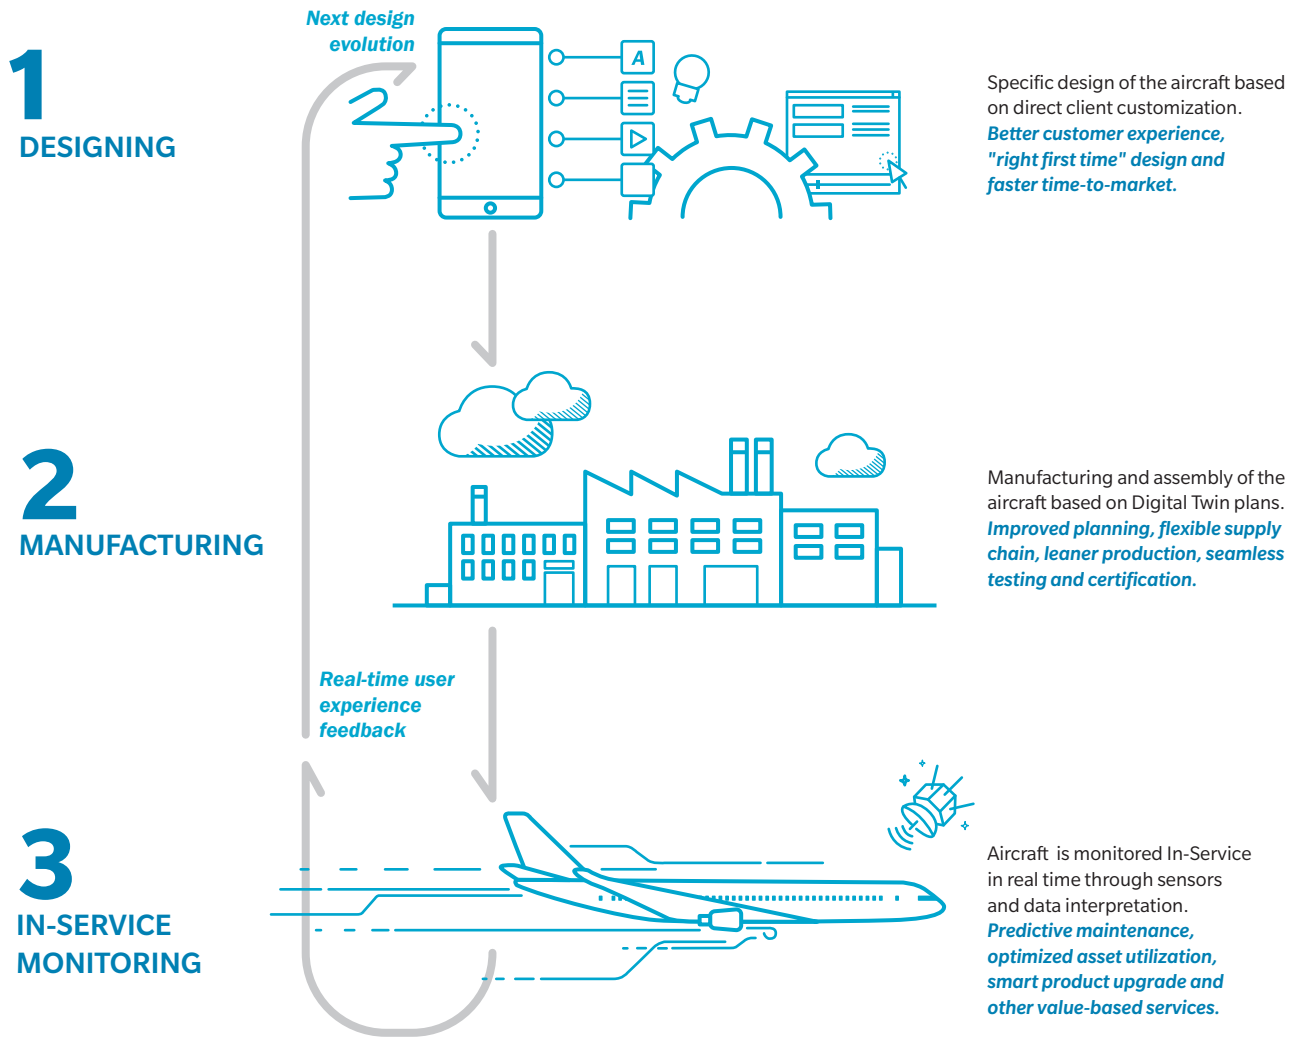 Next design
evolution
1
DESIGNING
A
Specific design of the aircraft based
on direct client customization.
Better customer experience,
"right first time" design and
faster time-to-market.
2
MANUFACTURING
Manufacturing and assembly of the
aircraft based on Digital Twin plans.
Improved planning, flexible supply
chain, leaner production, seamless
testing and certification.
Real-time user
experience
feedback
3
IN-SERVICE
MONITORING
Aircraft is monitored In-Service
in real time through sensors
and data interpretation.
Predictive maintenance,
optimized asset utilization,
smart product upgrade and
other value-based services.